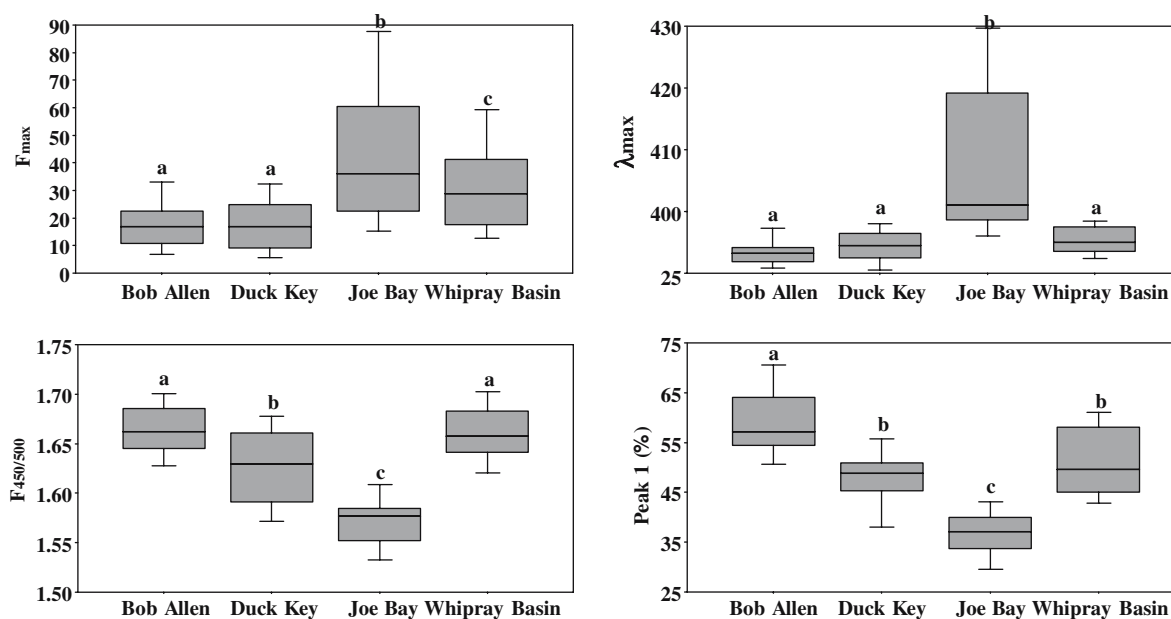 90
80
70
60
50
40
30
20
10
0
Fmax
a
a
b
c
Bob Allen Duck Key Joe Bay Whipray Basin
430
420
410
400
25
λmax
a
a
b
a
Bob Allen Duck Key Joe Bay Whipray Basin
1.75
1.70
1.65
1.60
1.55
1.50
F450/500
a
b
c
a
Bob Allen Duck Key Joe Bay Whipray Basin
75
65
55
45
35
25
Peak 1 (%)
a
b
c
b
Bob Allen Duck Key Joe Bay Whipray Basin